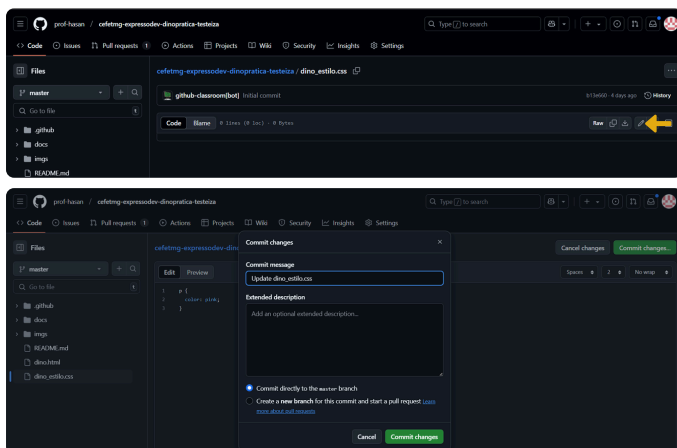 prof-hasan / cefetmg-expressodev-dinopratica-testeiza
Type / to search
Code Issues Pull requests 1 Actions Projects Wiki Security Insights Settings
Files
cefetmg-expressodev-dinopratica-testeiza / dino_estilo.css
master
github-classroom[bot] Initial commit
b13e660 · 4 days ago History
Go to file t
Code Blame 0 lines (0 loc) · 0 Bytes
Raw
.github
docs
imgs
README.md
prof-hasan / cefetmg-expressodev-dinopratica-testeiza
Type / to search
Code Issues Pull requests 1 Actions Projects Wiki Security Insights Settings
Files
cefetmg-expressodev-dino
Cancel changes Commit changes...
master
Edit Preview
Spaces 2 No wrap
Go to file t
1 p {
2 color: pink;
3 }
.github
docs
imgs
README.md
dino.html
dino_estilo.css
Commit changes
Commit message
Update dino_estilo.css
Extended description
Add an optional extended description...
Commit directly to the master branch
Create a new branch for this commit and start a pull request Learn
more about pull requests
Cancel Commit changes